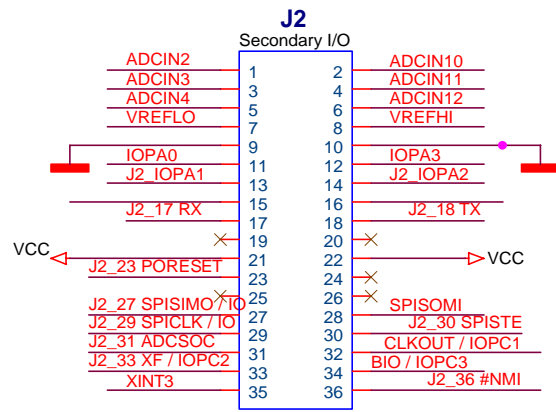 J2
Secondary I/O
ADCIN2 1 2 ADCIN10
ADCIN3 3 4 ADCIN11
ADCIN4 5 6 ADCIN12
VREFLO 7 8 VREFHI
9 10
IOPA0 11 12 IOPA3
J2_IOPA1 13 14 J2_IOPA2
15 16
J2_17 RX 17 18 J2_18 TX
19 20
VCC 21 22 VCC
J2_23 PORESET 23 24
25 26
J2_27 SPISIMO / IO 27 28 SPISOMI
J2_29 SPICLK / IO 29 30 J2_30 SPISTE
J2_31 ADCSOC 31 32 CLKOUT / IOPC1
J2_33 XF / IOPC2 33 34 BIO / IOPC3
XINT3 35 36 J2_36 #NMI